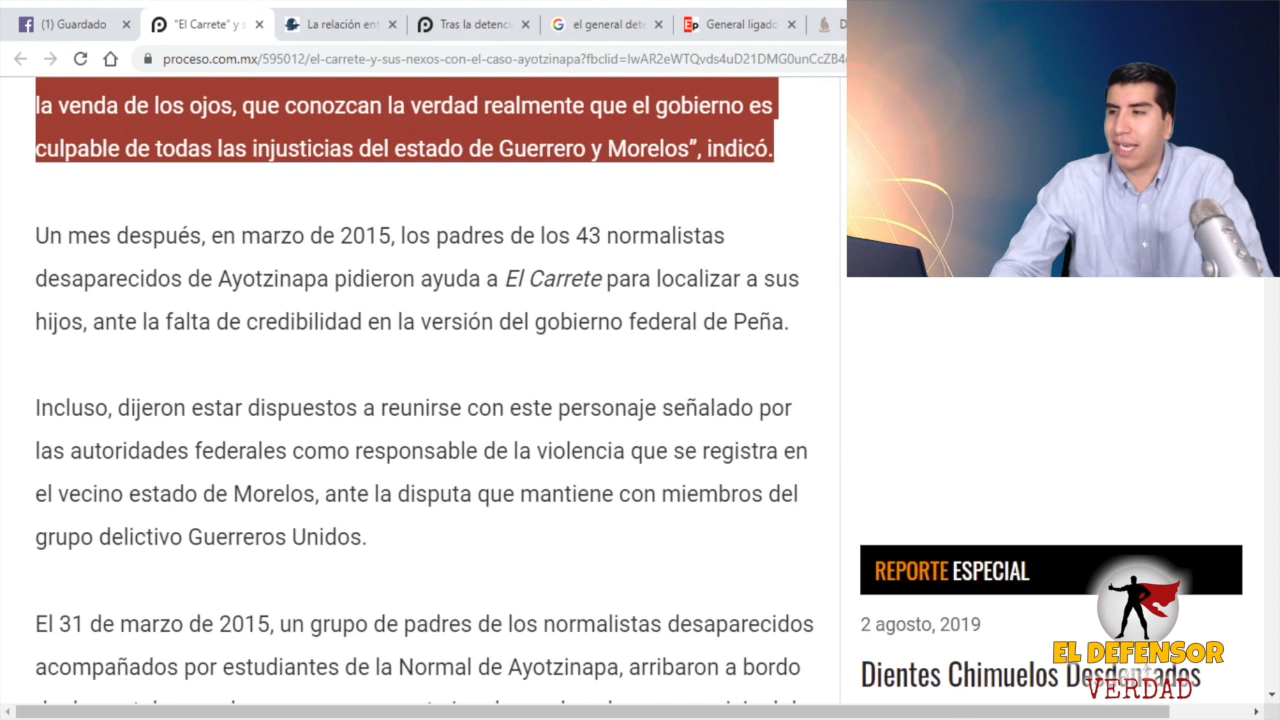 (1) Guardado
"El Carrete" y s
La relación ent
Tras la detenci
el general dete
General ligado
D
proceso.com.mx/595012/el-carrete-y-sus-nexos-con-el-caso-ayotzinapa?fbclid=IwAR2eWTQvds4uD21DMG0unCcZB4
la venda de los ojos, que conozcan la verdad realmente que el gobierno es
culpable de todas las injusticias del estado de Guerrero y Morelos”, indicó.
Un mes después, en marzo de 2015, los padres de los 43 normalistas
desaparecidos de Ayotzinapa pidieron ayuda a El Carrete para localizar a sus
hijos, ante la falta de credibilidad en la versión del gobierno federal de Peña.
Incluso, dijeron estar dispuestos a reunirse con este personaje señalado por
las autoridades federales como responsable de la violencia que se registra en
el vecino estado de Morelos, ante la disputa que mantiene con miembros del
grupo delictivo Guerreros Unidos.
El 31 de marzo de 2015, un grupo de padres de los normalistas desaparecidos
acompañados por estudiantes de la Normal de Ayotzinapa, arribaron a bordo
REPORTE ESPECIAL
2 agosto, 2019
Dientes Chimuelos Desdentados
EL DEFENSOR
VERDAD